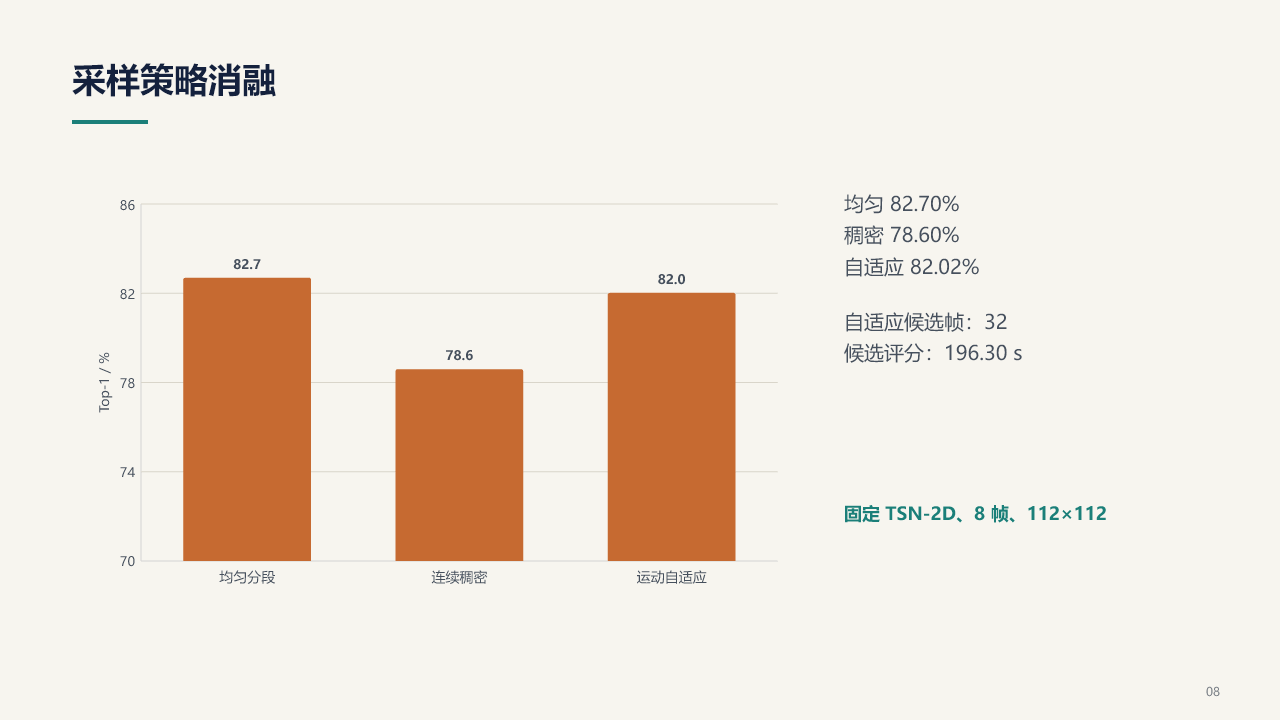 采样策略消融
86
82
78
74
70
Top-1 / %
82.7
78.6
82.0
均匀分段
连续稠密
运动自适应
均匀 82.70%
稠密 78.60%
自适应 82.02%
自适应候选帧：32
候选评分：196.30 s
固定 TSN-2D、8 帧、112×112
08